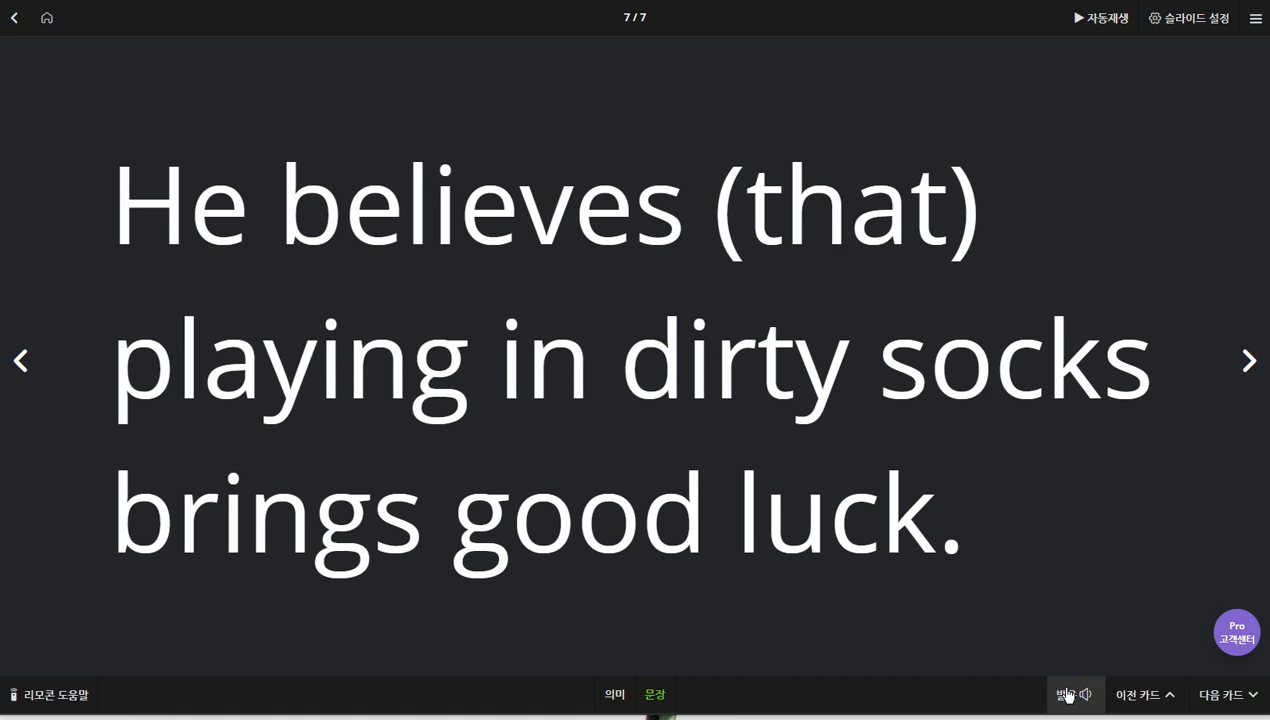 7 / 7
자동재생
슬라이드 설정
He believes (that)
playing in dirty socks
brings good luck.
Pro
고객센터
리모콘 도움말
의미
문장
이전 카드
다음 카드